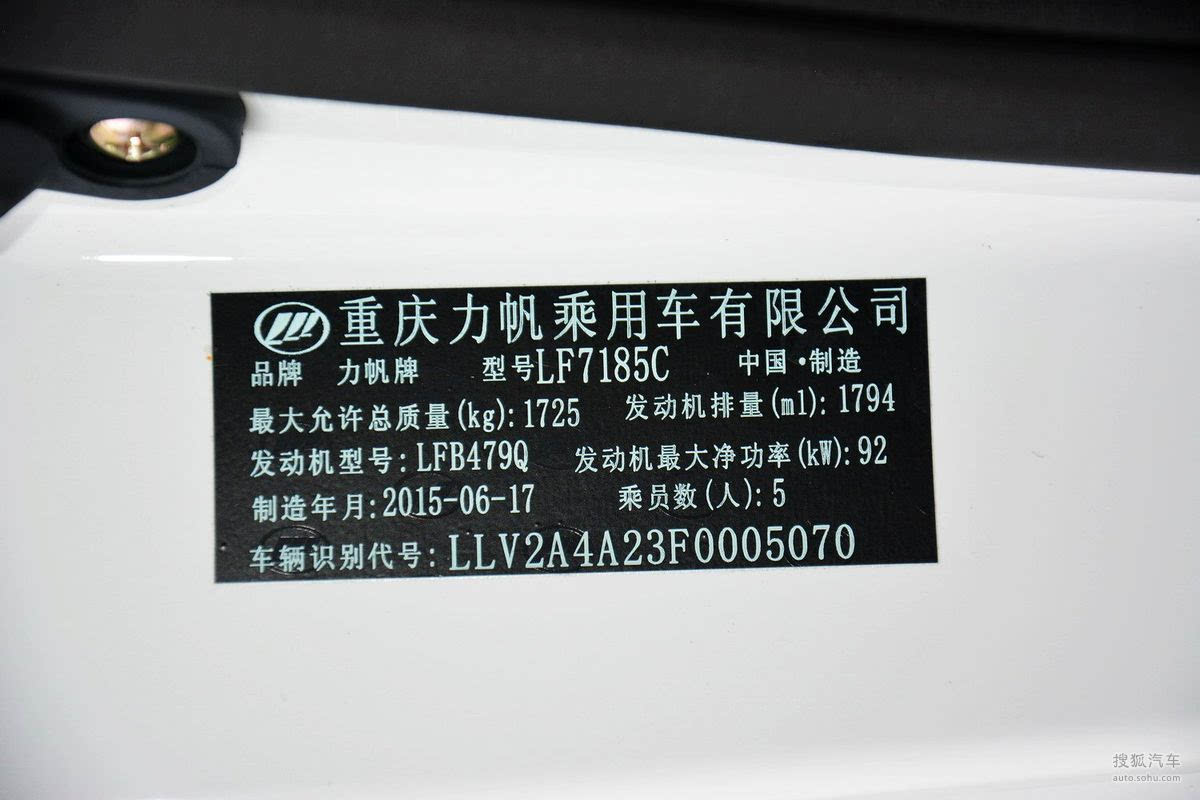 重庆力帆乘用车有限公司
品牌 力帆牌 型号LF7185C 中国·制造
最大允许总质量(kg):1725 发动机排量(ml):1794
发动机型号:LFB479Q 发动机最大净功率(kW):92
制造年月:2015-06-17 乘员数(人):5
车辆识别代号:LLV2A4A23F0005070
搜狐汽车
auto.sohu.com